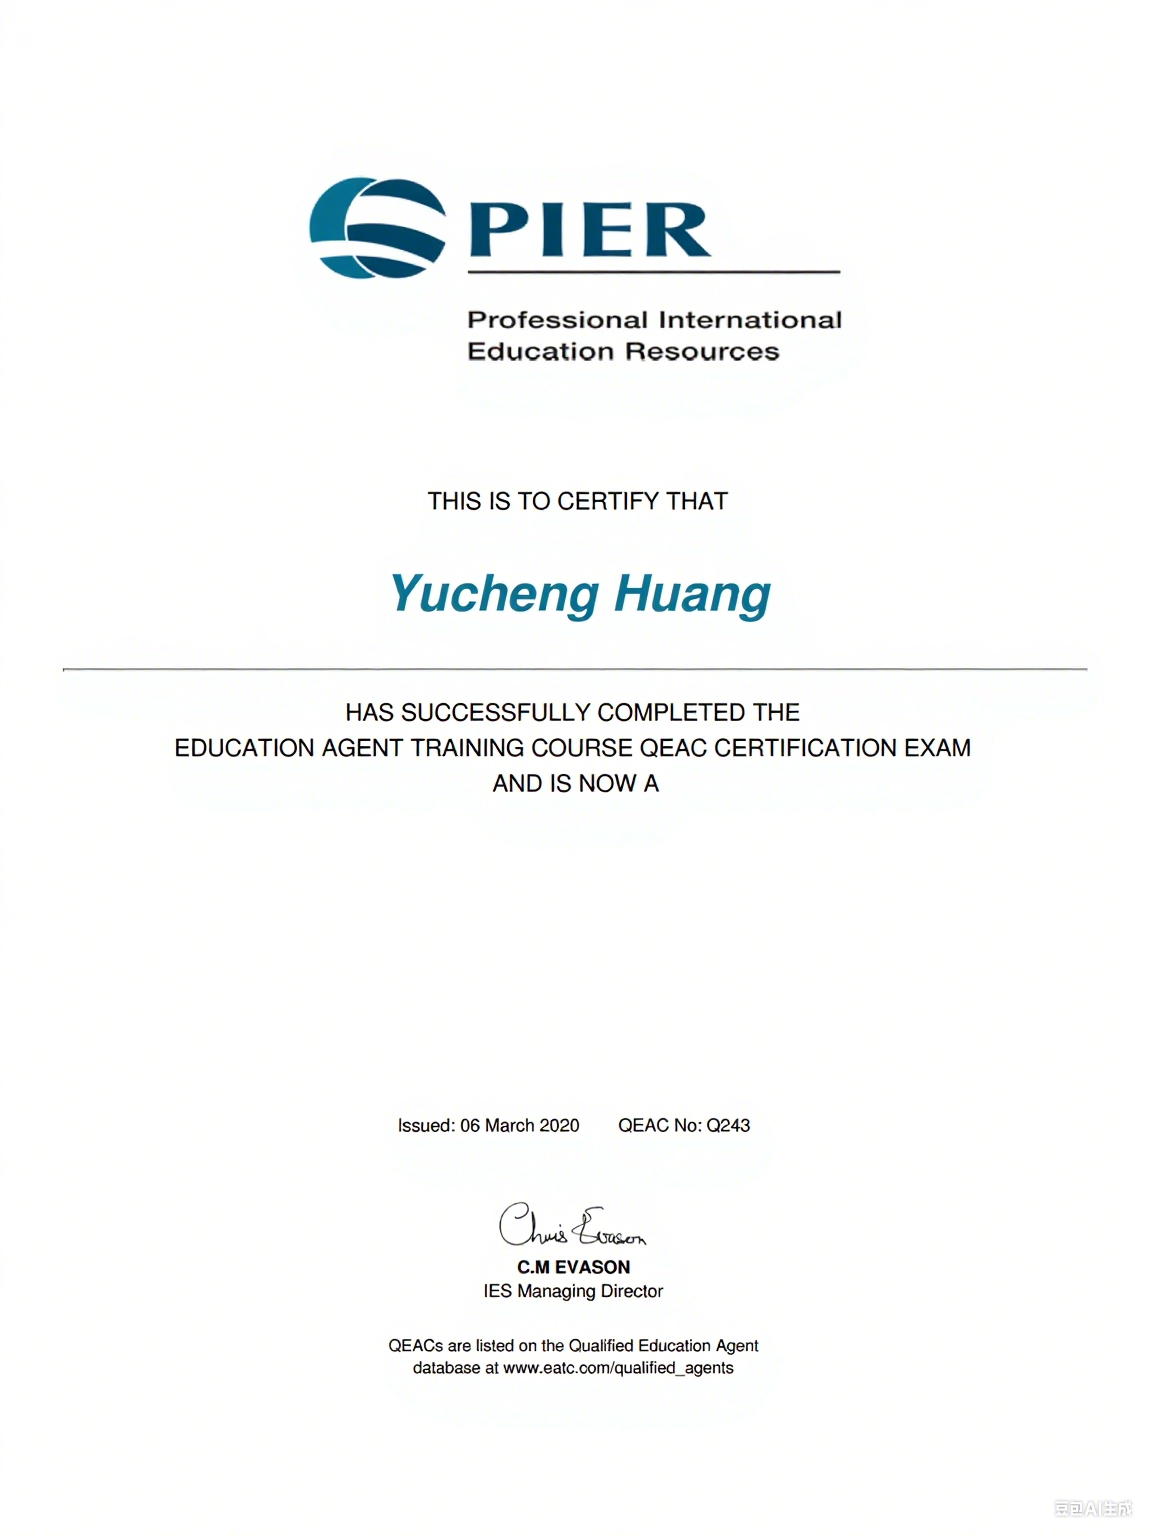 PIER
Professional International
Education Resources
THIS IS TO CERTIFY THAT
Yucheng Huang
HAS SUCCESSFULLY COMPLETED THE
EDUCATION AGENT TRAINING COURSE QEAC CERTIFICATION EXAM
AND IS NOW A
Issued: 06 March 2020 QEAC No: Q243
Chris Evason
C.M EVASON
IES Managing Director
QEACs are listed on the Qualified Education Agent
database at www.eatc.com/qualified_agents
豆包AI生成